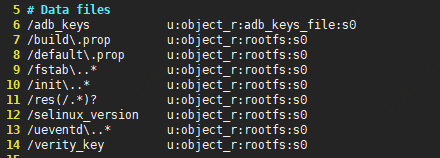 5 # Data files
6 /adb_keys u:object_r:adb_keys_file:s0
7 /build\.prop u:object_r:rootfs:s0
8 /default\.prop u:object_r:rootfs:s0
9 /fstab\..* u:object_r:rootfs:s0
10 /init\..* u:object_r:rootfs:s0
11 /res(/.*)? u:object_r:rootfs:s0
12 /selinux_version u:object_r:rootfs:s0
13 /ueventd\..* u:object_r:rootfs:s0
14 /verity_key u:object_r:rootfs:s0